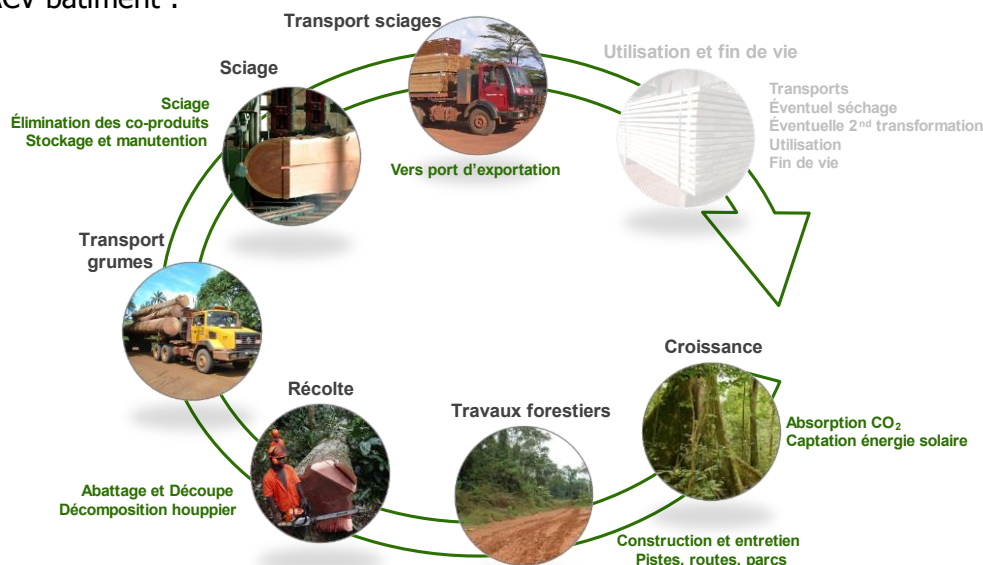 ACV bâtiment :
Transport sciages
Sciage
Sciage
Élimination des co-produits
Stockage et manutention
Vers port d'exportation
Utilisation et fin de vie
Transports
Éventuel séchage
Éventuelle 2nd transformation
Utilisation
Fin de vie
Transport
grumes
Récolte
Abattage et Découpe
Décomposition houppier
Travaux forestiers
Construction et entretien
Pistes, routes, parcs
Croissance
Absorption CO₂
Captation énergie solaire